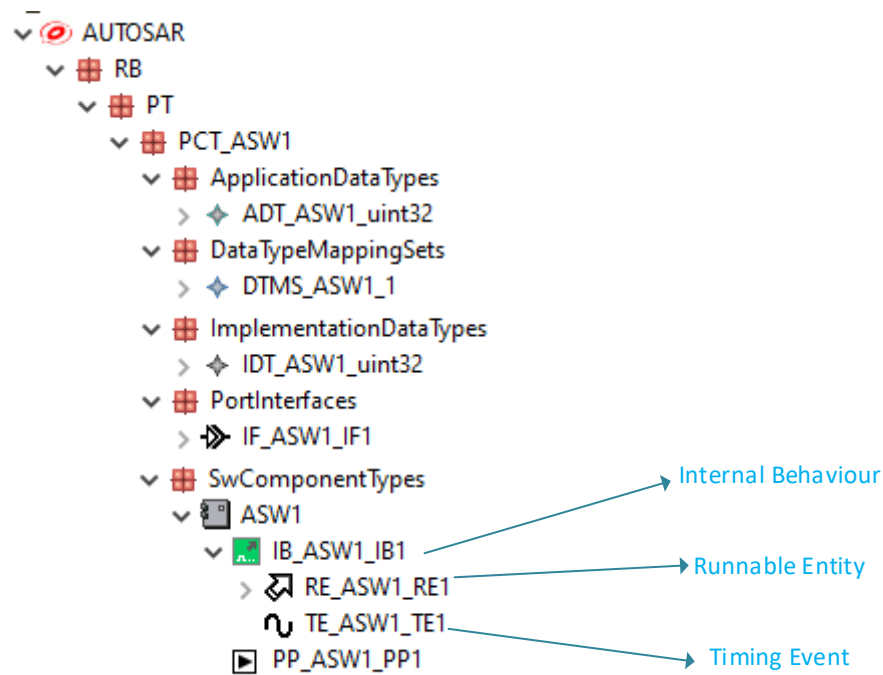 AUTOSAR
RB
PT
PCT_ASW1
ApplicationDataTypes
ADT_ASW1_uint32
DataTypeMappingSets
DTMS_ASW1_1
ImplementationDataTypes
IDT_ASW1_uint32
PortInterfaces
IF_ASW1_IF1
SwComponentTypes
Internal Behaviour
ASW1
IB_ASW1_IB1
Runnable Entity
RE_ASW1_RE1
TE_ASW1_TE1
Timing Event
PP_ASW1_PP1